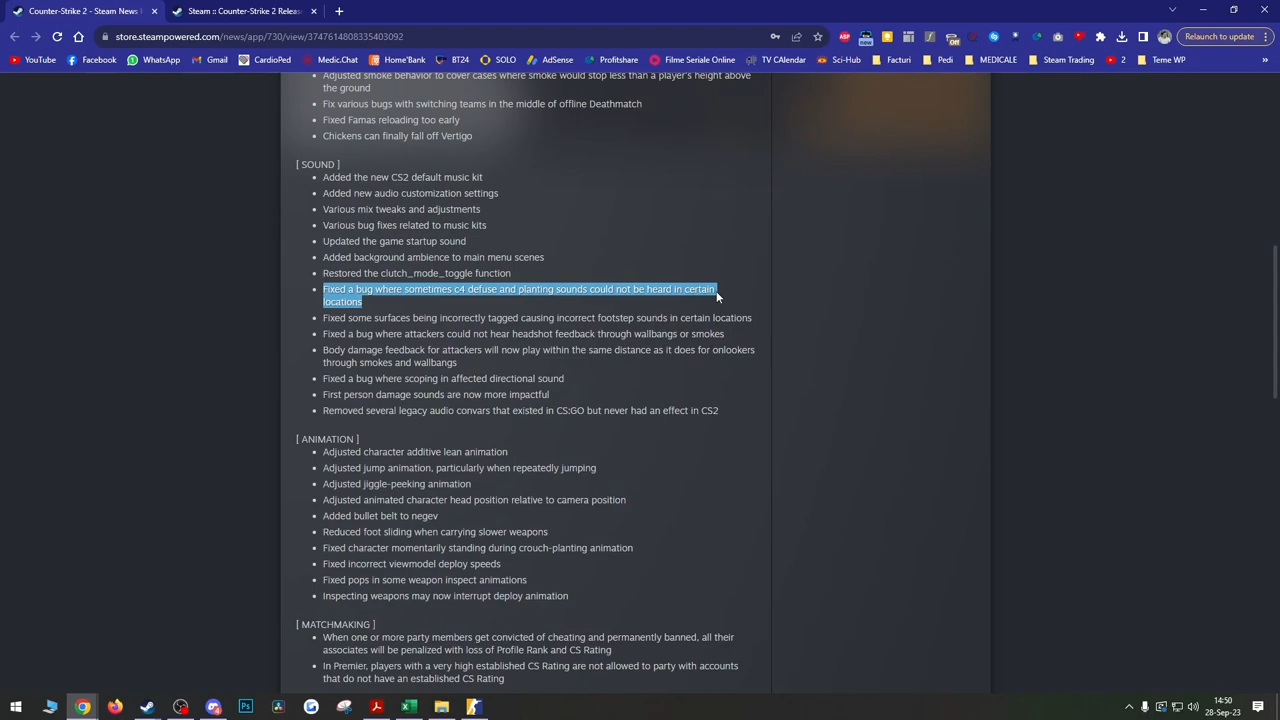 Counter-Strike 2 - Steam News
Steam :: Counter-Strike 2 Relea
store.steampowered.com/news/app/730/view/3747614808335403092
Relaunch to update
YouTube
Facebook
WhatsApp
Gmail
CardioPed
Medic.Chat
Home'Bank
BT24
SOLO
AdSense
Profitshare
Filme Seriale Online
TV CAlendar
Sci-Hub
Facturi
Pedi
MEDICALE
Steam Trading
2
Teme WP
Adjusted smoke behavior to cover cases where smoke would stop less than a player's height above
the ground
Fix various bugs with switching teams in the middle of offline Deathmatch
Fixed Famas reloading too early
Chickens can finally fall off Vertigo
[ SOUND ]
Added the new CS2 default music kit
Added new audio customization settings
Various mix tweaks and adjustments
Various bug fixes related to music kits
Updated the game startup sound
Added background ambience to main menu scenes
Restored the clutch_mode_toggle function
Fixed a bug where sometimes c4 defuse and planting sounds could not be heard in certain
locations
Fixed some surfaces being incorrectly tagged causing incorrect footstep sounds in certain locations
Fixed a bug where attackers could not hear headshot feedback through wallbangs or smokes
Body damage feedback for attackers will now play within the same distance as it does for onlookers
through smokes and wallbangs
Fixed a bug where scoping in affected directional sound
First person damage sounds are now more impactful
Removed several legacy audio convars that existed in CS:GO but never had an effect in CS2
[ ANIMATION ]
Adjusted character additive lean animation
Adjusted jump animation, particularly when repeatedly jumping
Adjusted jiggle-peeking animation
Adjusted animated character head position relative to camera position
Added bullet belt to negev
Reduced foot sliding when carrying slower weapons
Fixed character momentarily standing during crouch-planting animation
Fixed incorrect viewmodel deploy speeds
Fixed pops in some weapon inspect animations
Inspecting weapons may now interrupt deploy animation
[ MATCHMAKING ]
When one or more party members get convicted of cheating and permanently banned, all their
associates will be penalized with loss of Profile Rank and CS Rating
In Premier, players with a very high established CS Rating are not allowed to party with accounts
that do not have an established CS Rating
14:50
28-Sep-23